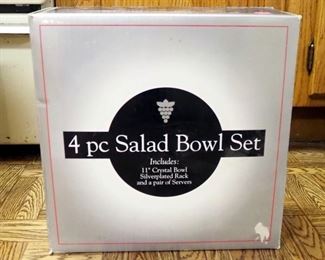 4 pc Salad Bowl Set
Includes:
11" Crystal Bowl
Silverplated Rack
and a pair of Servers